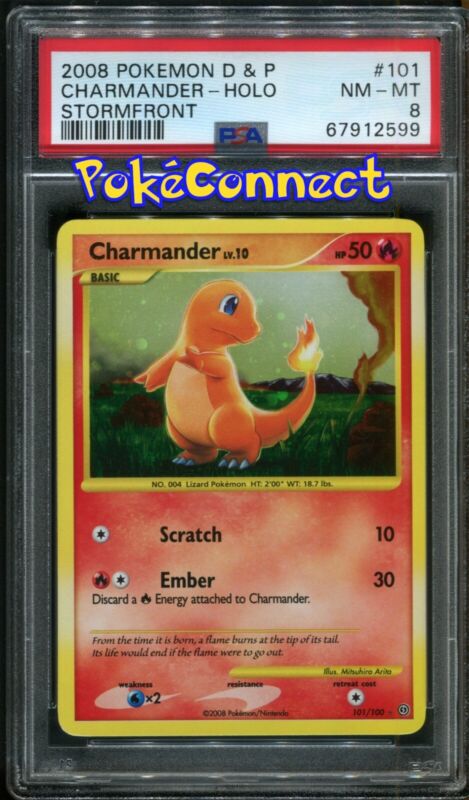 2008 POKEMON D & P #101
CHARMANDER – HOLO NM – MT
STORMFRONT 8
PSA 67912599
PokéConnect
Charmander LV.10 HP 50
BASIC
NO. 004 Lizard Pokémon HT: 2'00" WT: 18.7 lbs.
Scratch 10
Ember 30
Discard a Energy attached to Charmander.
From the time it is born, a flame burns at the tip of its tail.
Its life would end if the flame were to go out.
Illus. Mitsuhiro Arita
weakness resistance retreat cost
×2
©2008 Pokémon/Nintendo 101/100